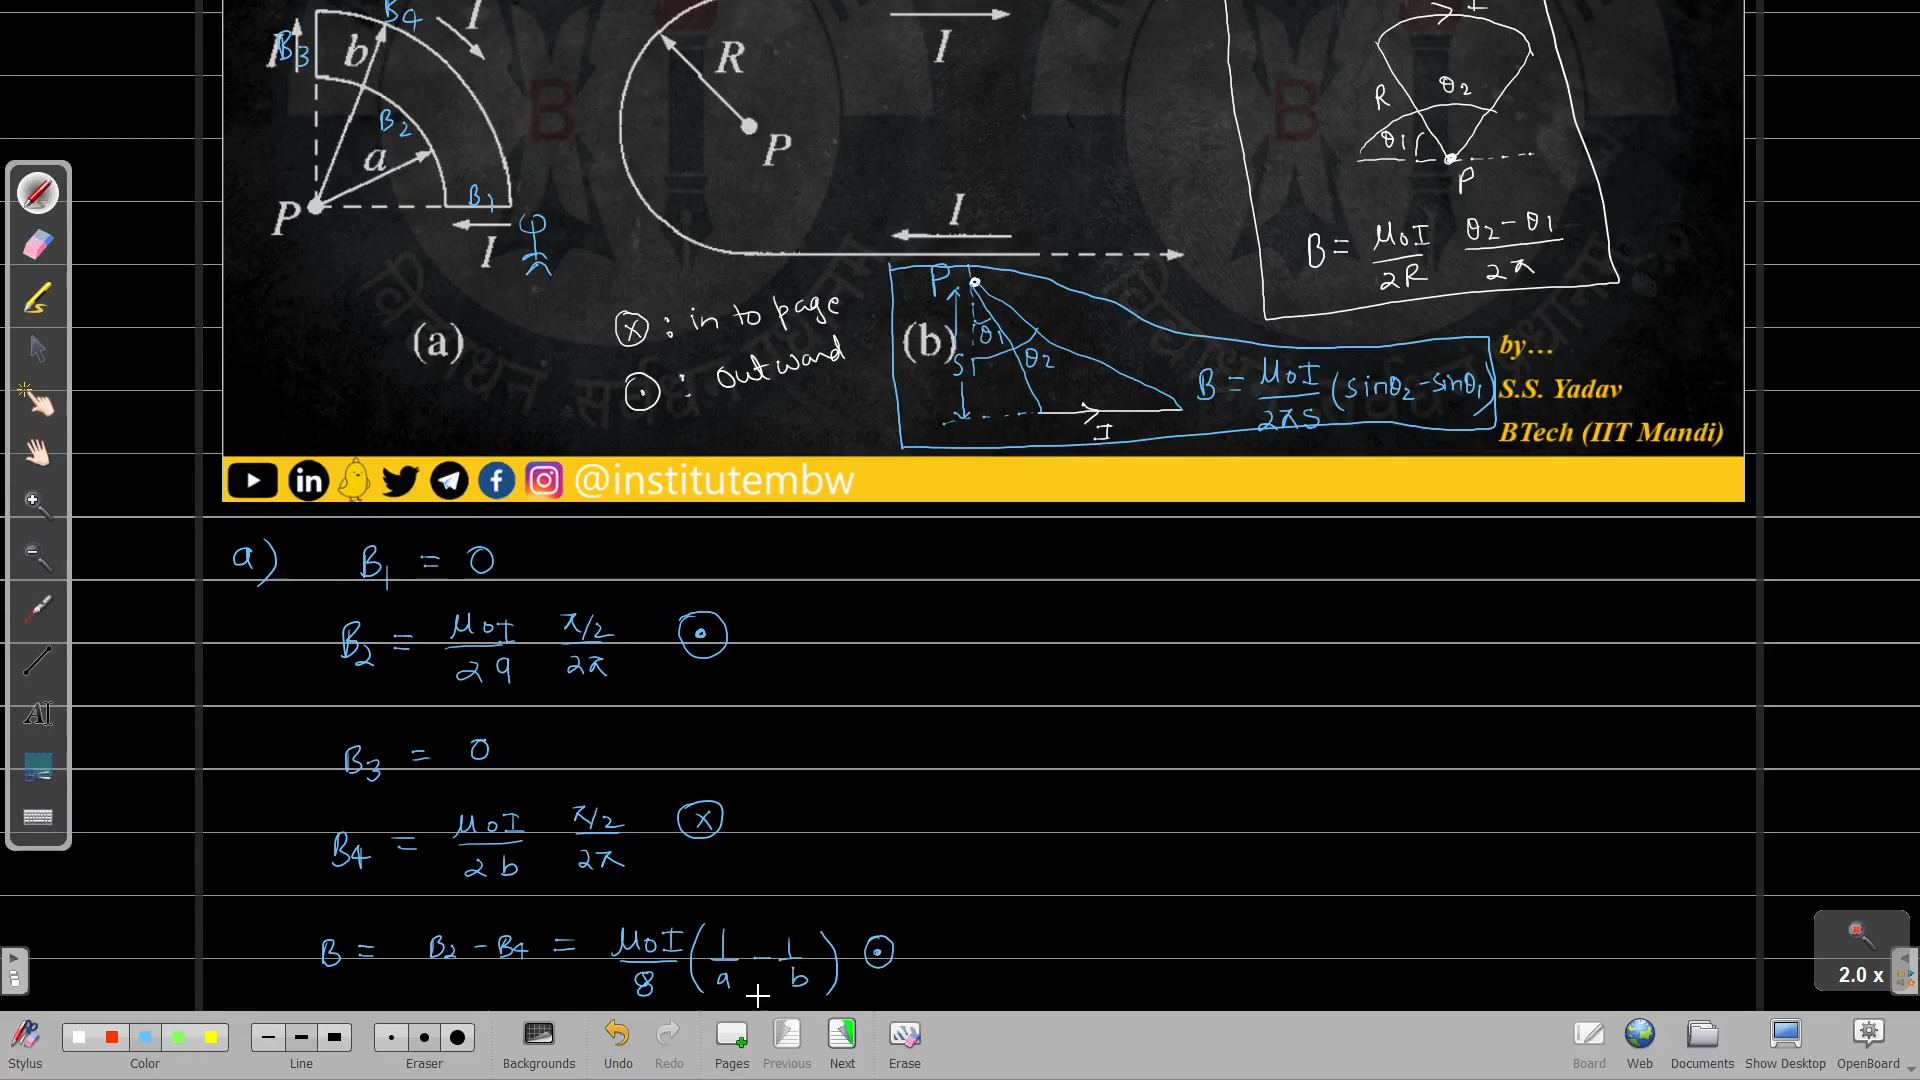 B4
I
B3
b
B2
a
B1
P
I
(a)
I
R
P
I
(x) : in to page
(.) : outward
P
(b)
θ1
θ2
S
I
B = μ0I/2πS (sinθ2 - sinθ1)
I
R
θ2
θ1
P
B = μ0I/2R θ2-θ1/2π
by…
S.S. Yadav
BTech (IIT Mandi)
in
@institutembw
a) B1 = 0
B2 = μ0I/2a π/2/2π ⊙
B3 = 0
B4 = μ0I/2b π/2/2π ⊗
B = B2 - B4 = μ0I/8 (1/a - 1/b) ⊙
2.0 x
Stylus
Color
Line
Eraser
Backgrounds
Undo
Redo
Pages
Previous
Next
Erase
Board
Web
Documents
Show Desktop
OpenBoard